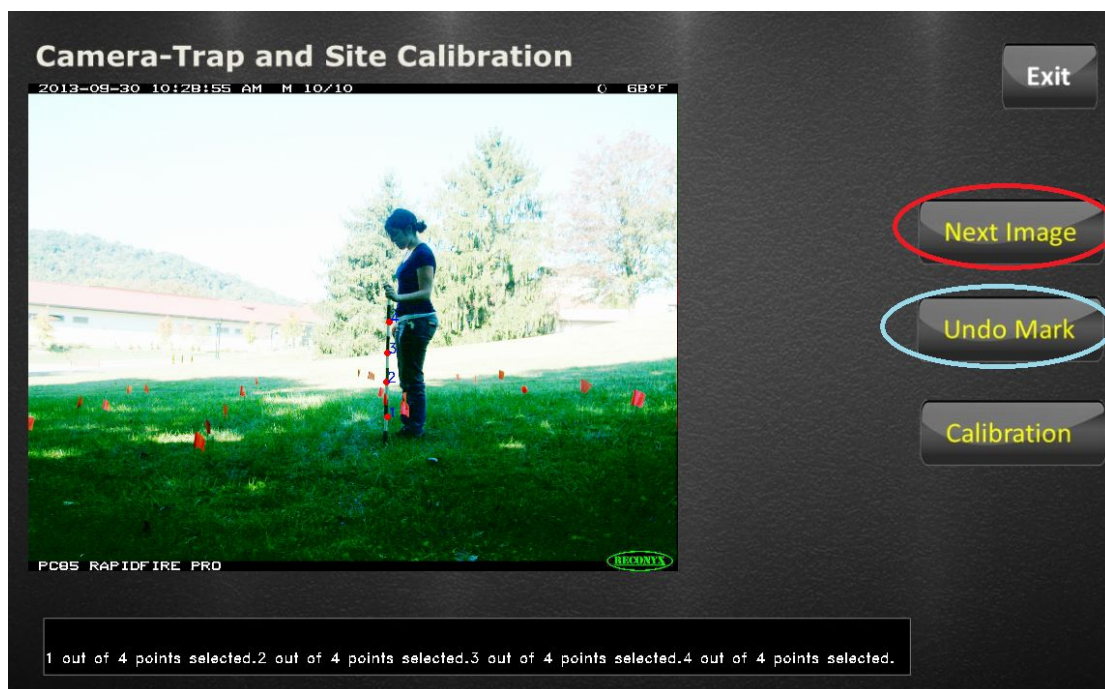 Camera-Trap and Site Calibration
Exit
2013-09-30 10:28:55 AM M 10/10 68°F
Next Image
Undo Mark
4
3
2
1
Calibration
PC85 RAPIDFIRE PRO
RECONYX
1 out of 4 points selected.2 out of 4 points selected.3 out of 4 points selected.4 out of 4 points selected.